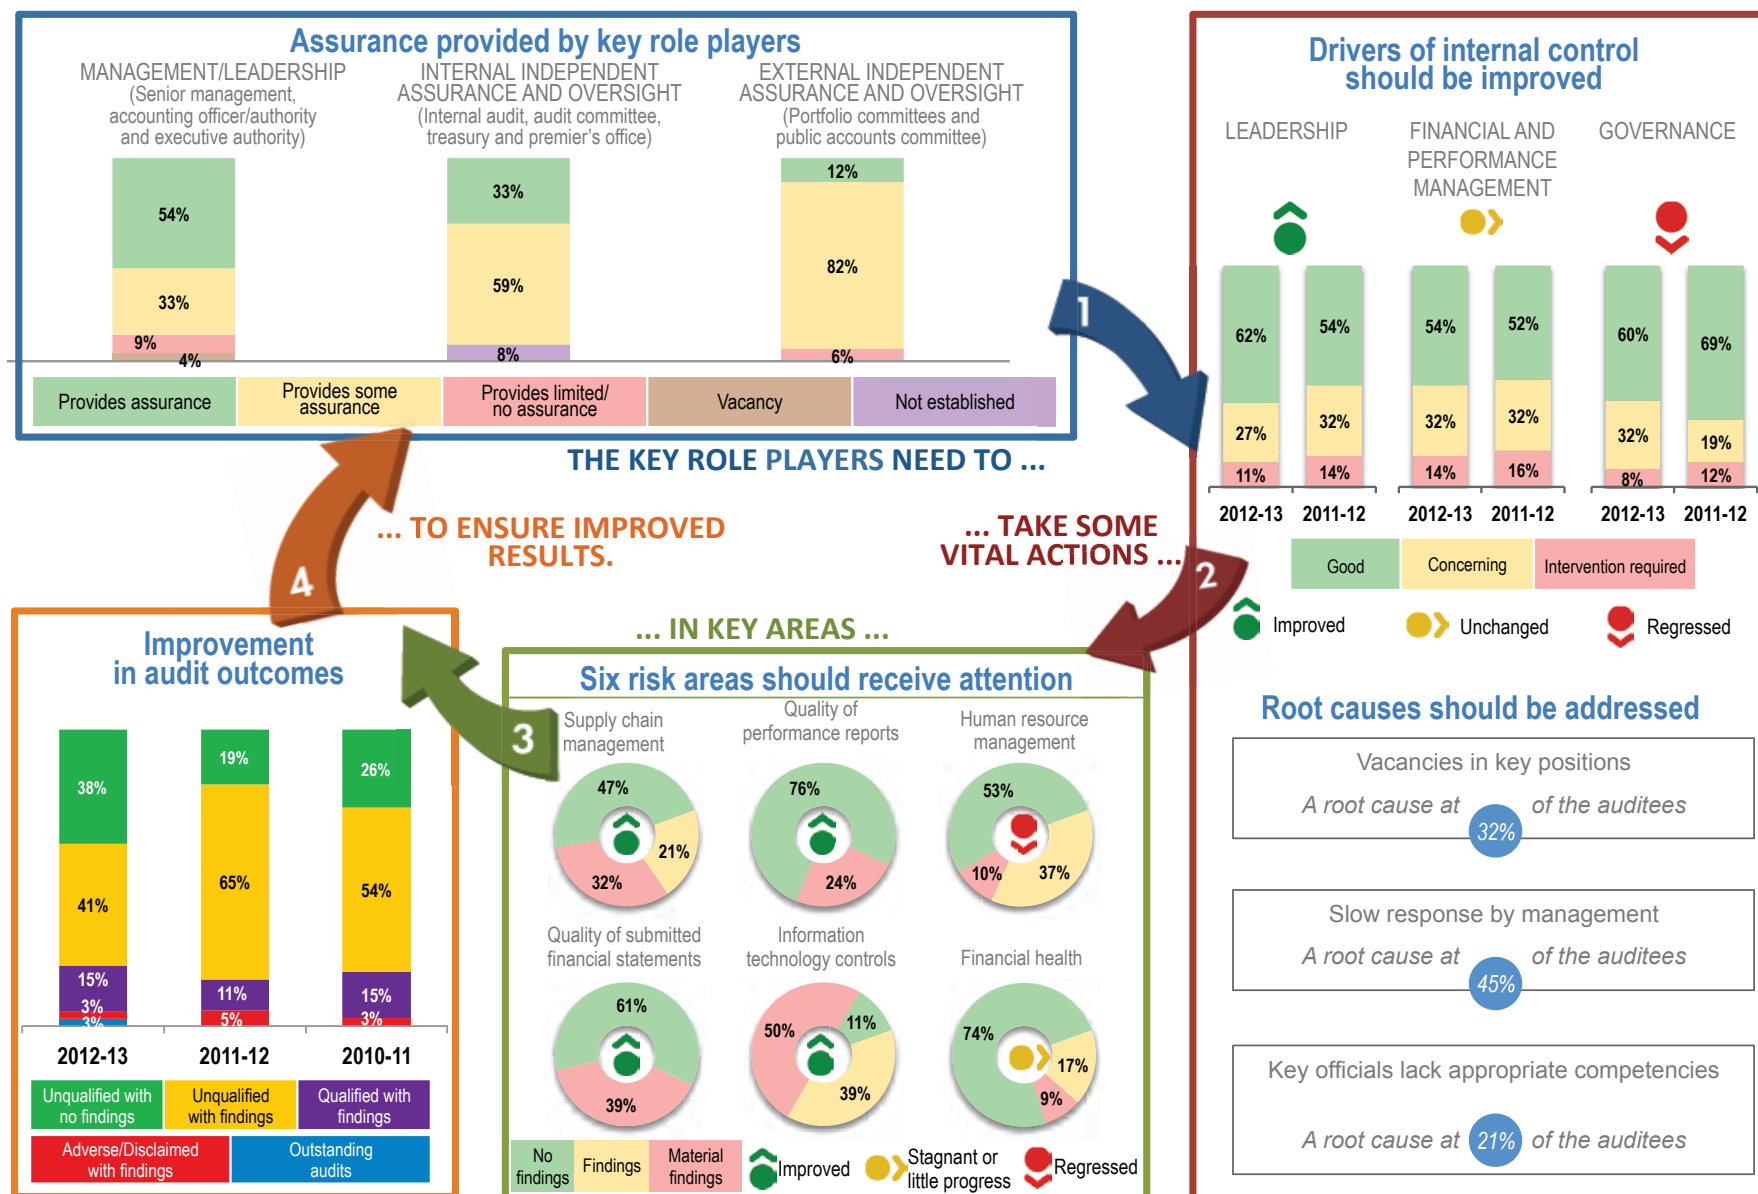 Assurance provided by key role players
MANAGEMENT/LEADERSHIP
(Senior management,
accounting officer/authority
and executive authority)
INTERNAL INDEPENDENT
ASSURANCE AND OVERSIGHT
(Internal audit, audit committee,
treasury and premier's office)
EXTERNAL INDEPENDENT
ASSURANCE AND OVERSIGHT
(Portfolio committees and
public accounts committee)
54%
33%
9%
4%
33%
59%
8%
12%
82%
6%
Provides assurance
Provides some
assurance
Provides limited/
no assurance
Vacancy
Not established
1
THE KEY ROLE PLAYERS NEED TO ...
Drivers of internal control
should be improved
LEADERSHIP
FINANCIAL AND
PERFORMANCE
MANAGEMENT
GOVERNANCE
62%
27%
11%
54%
32%
14%
54%
32%
14%
52%
32%
16%
60%
32%
8%
69%
19%
12%
2012-13
2011-12
2012-13
2011-12
2012-13
2011-12
Good
Concerning
Intervention required
Improved
Unchanged
Regressed
Root causes should be addressed
Vacancies in key positions
A root cause at 32% of the auditees
Slow response by management
A root cause at 45% of the auditees
Key officials lack appropriate competencies
A root cause at 21% of the auditees
... TAKE SOME
VITAL ACTIONS ...
2
... IN KEY AREAS ...
Six risk areas should receive attention
Supply chain
management
47%
21%
32%
Quality of
performance reports
76%
24%
Human resource
management
53%
37%
10%
Quality of submitted
financial statements
61%
39%
Information
technology controls
50%
11%
39%
Financial health
74%
17%
9%
No
findings
Findings
Material
findings
Improved
Stagnant or
little progress
Regressed
3
Improvement
in audit outcomes
38%
41%
15%
3%
3%
19%
65%
11%
5%
26%
54%
15%
3%
2012-13
2011-12
2010-11
Unqualified with
no findings
Unqualified
with findings
Qualified with
findings
Adverse/Disclaimed
with findings
Outstanding
audits
4
... TO ENSURE IMPROVED
RESULTS.